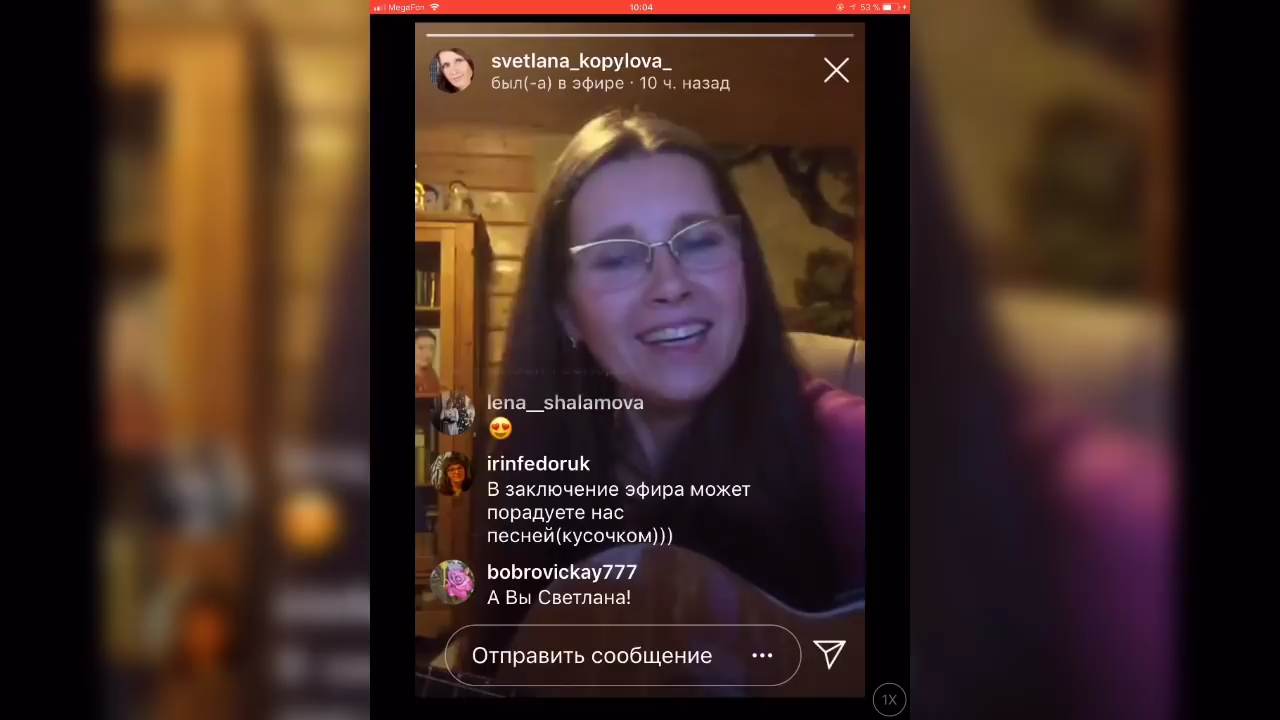 MegaFon
10:04
53 %
svetlana_kopylova_
был(-а) в эфире · 10 ч. назад
lena__shalamova
😍
irinfedoruk
В заключение эфира может
порадуете нас
песней(кусочком)))
bobrovickay777
А Вы Светлана!
Отправить сообщение
1X